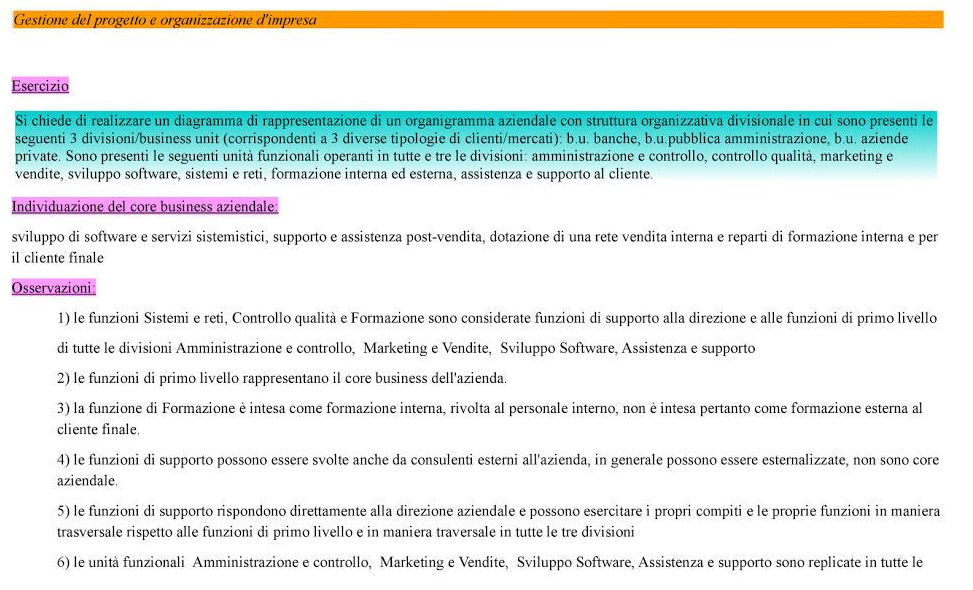 Gestione del progetto e organizzazione d'impresa
Esercizio
Si chiede di realizzare un diagramma di rappresentazione di un organigramma aziendale con struttura organizzativa divisionale in cui sono presenti le
seguenti 3 divisioni/business unit (corrispondenti a 3 diverse tipologie di clienti/mercati): b.u. banche, b.u.pubblica amministrazione, b.u. aziende
private. Sono presenti le seguenti unità funzionali operanti in tutte e tre le divisioni: amministrazione e controllo, controllo qualità, marketing e
vendite, sviluppo software, sistemi e reti, formazione interna ed esterna, assistenza e supporto al cliente.
Individuazione del core business aziendale:
sviluppo di software e servizi sistemistici, supporto e assistenza post-vendita, dotazione di una rete vendita interna e reparti di formazione interna e per
il cliente finale
Osservazioni:
1) le funzioni Sistemi e reti, Controllo qualità e Formazione sono considerate funzioni di supporto alla direzione e alle funzioni di primo livello
di tutte le divisioni Amministrazione e controllo, Marketing e Vendite, Sviluppo Software, Assistenza e supporto
2) le funzioni di primo livello rappresentano il core business dell'azienda.
3) la funzione di Formazione è intesa come formazione interna, rivolta al personale interno, non è intesa pertanto come formazione esterna al
cliente finale.
4) le funzioni di supporto possono essere svolte anche da consulenti esterni all'azienda, in generale possono essere esternalizzate, non sono core
aziendale.
5) le funzioni di supporto rispondono direttamente alla direzione aziendale e possono esercitare i propri compiti e le proprie funzioni in maniera
trasversale rispetto alle funzioni di primo livello e in maniera traversale in tutte le tre divisioni
6) le unità funzionali Amministrazione e controllo, Marketing e Vendite, Sviluppo Software, Assistenza e supporto sono replicate in tutte le